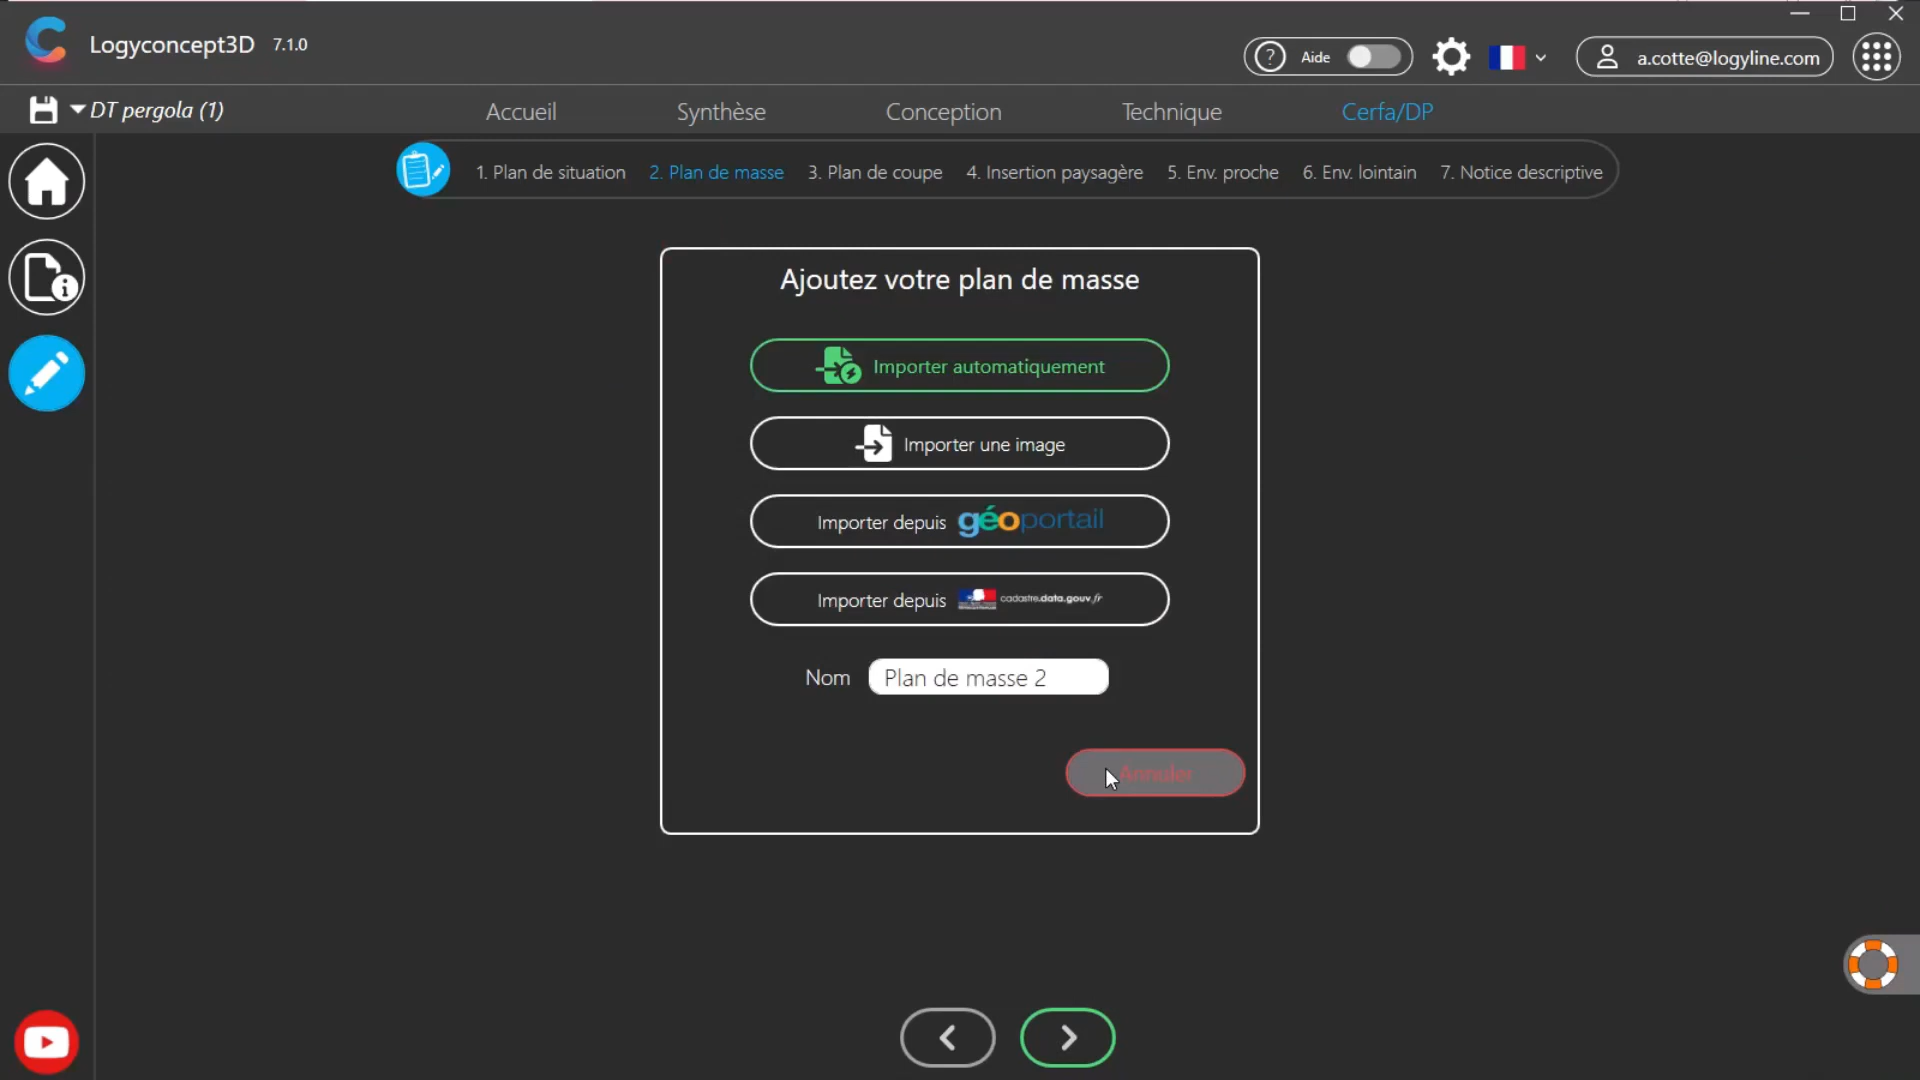 Logyconcept3D 7.1.0
? Aide
a.cotte@logyline.com
DT pergola (1)
Accueil Synthèse Conception Technique Cerfa/DP
1. Plan de situation 2. Plan de masse 3. Plan de coupe 4. Insertion paysagère 5. Env. proche 6. Env. lointain 7. Notice descriptive
Ajoutez votre plan de masse
Importer automatiquement
Importer une image
Importer depuis géoportail
Importer depuis cadastre.data.gouv.fr
Nom Plan de masse 2
Annuler